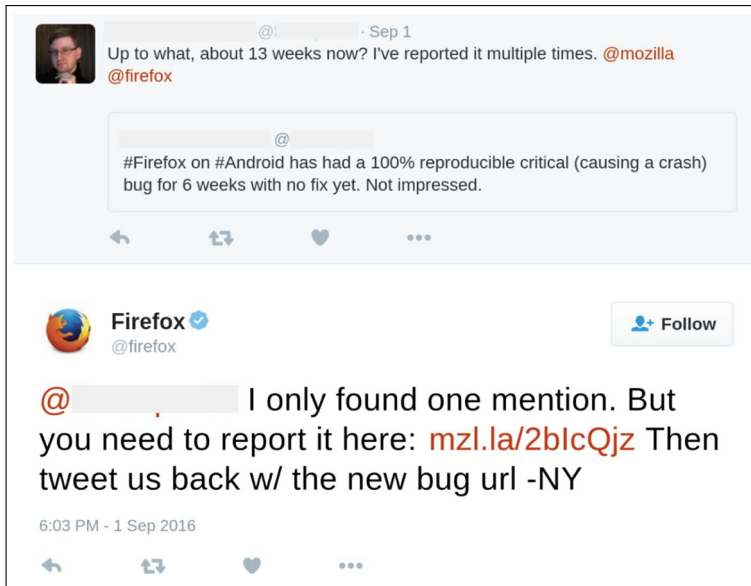 @ · Sep 1
Up to what, about 13 weeks now? I've reported it multiple times. @mozilla
@firefox
@
#Firefox on #Android has had a 100% reproducible critical (causing a crash)
bug for 6 weeks with no fix yet. Not impressed.
Firefox
@firefox
Follow
@ I only found one mention. But
you need to report it here: mzl.la/2blcQjz Then
tweet us back w/ the new bug url -NY
6:03 PM - 1 Sep 2016